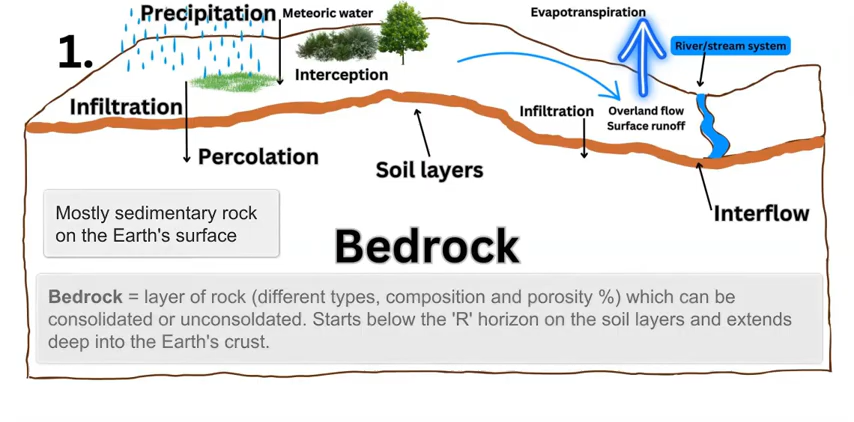 Precipitation
Meteoric water
Evapotranspiration
1.
River/stream system
Interception
Infiltration
Infiltration
Overland flow
Surface runoff
Percolation
Soil layers
Interflow
Mostly sedimentary rock
on the Earth's surface
Bedrock
Bedrock = layer of rock (different types, composition and porosity %) which can be
consolidated or unconsoldated. Starts below the 'R' horizon on the soil layers and extends
deep into the Earth's crust.